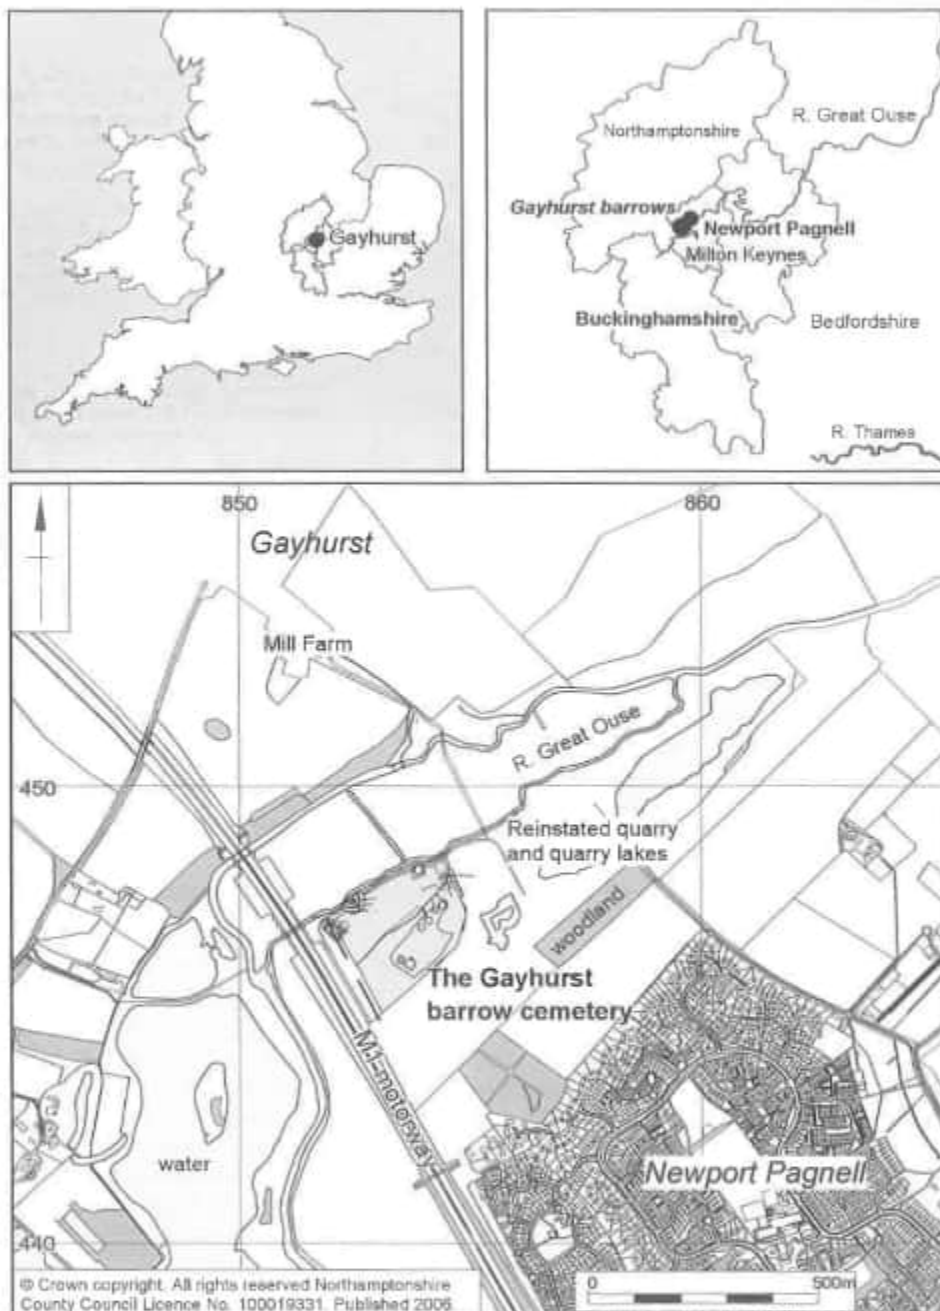 Gayhurst
Northamptonshire
R. Great Ouse
Gayhurst barrows
Newport Pagnell
Milton Keynes
Buckinghamshire
Bedfordshire
R. Thames
850
860
Gayhurst
Mill Farm
R. Great Ouse
450
Reinstated quarry
and quarry lakes
woodland
The Gayhurst
barrow cemetery
M1-motorway
water
Newport Pagnell
440
© Crown copyright. All rights reserved Northamptonshire
County Council Licence No. 100019331. Published 2006
0
500m